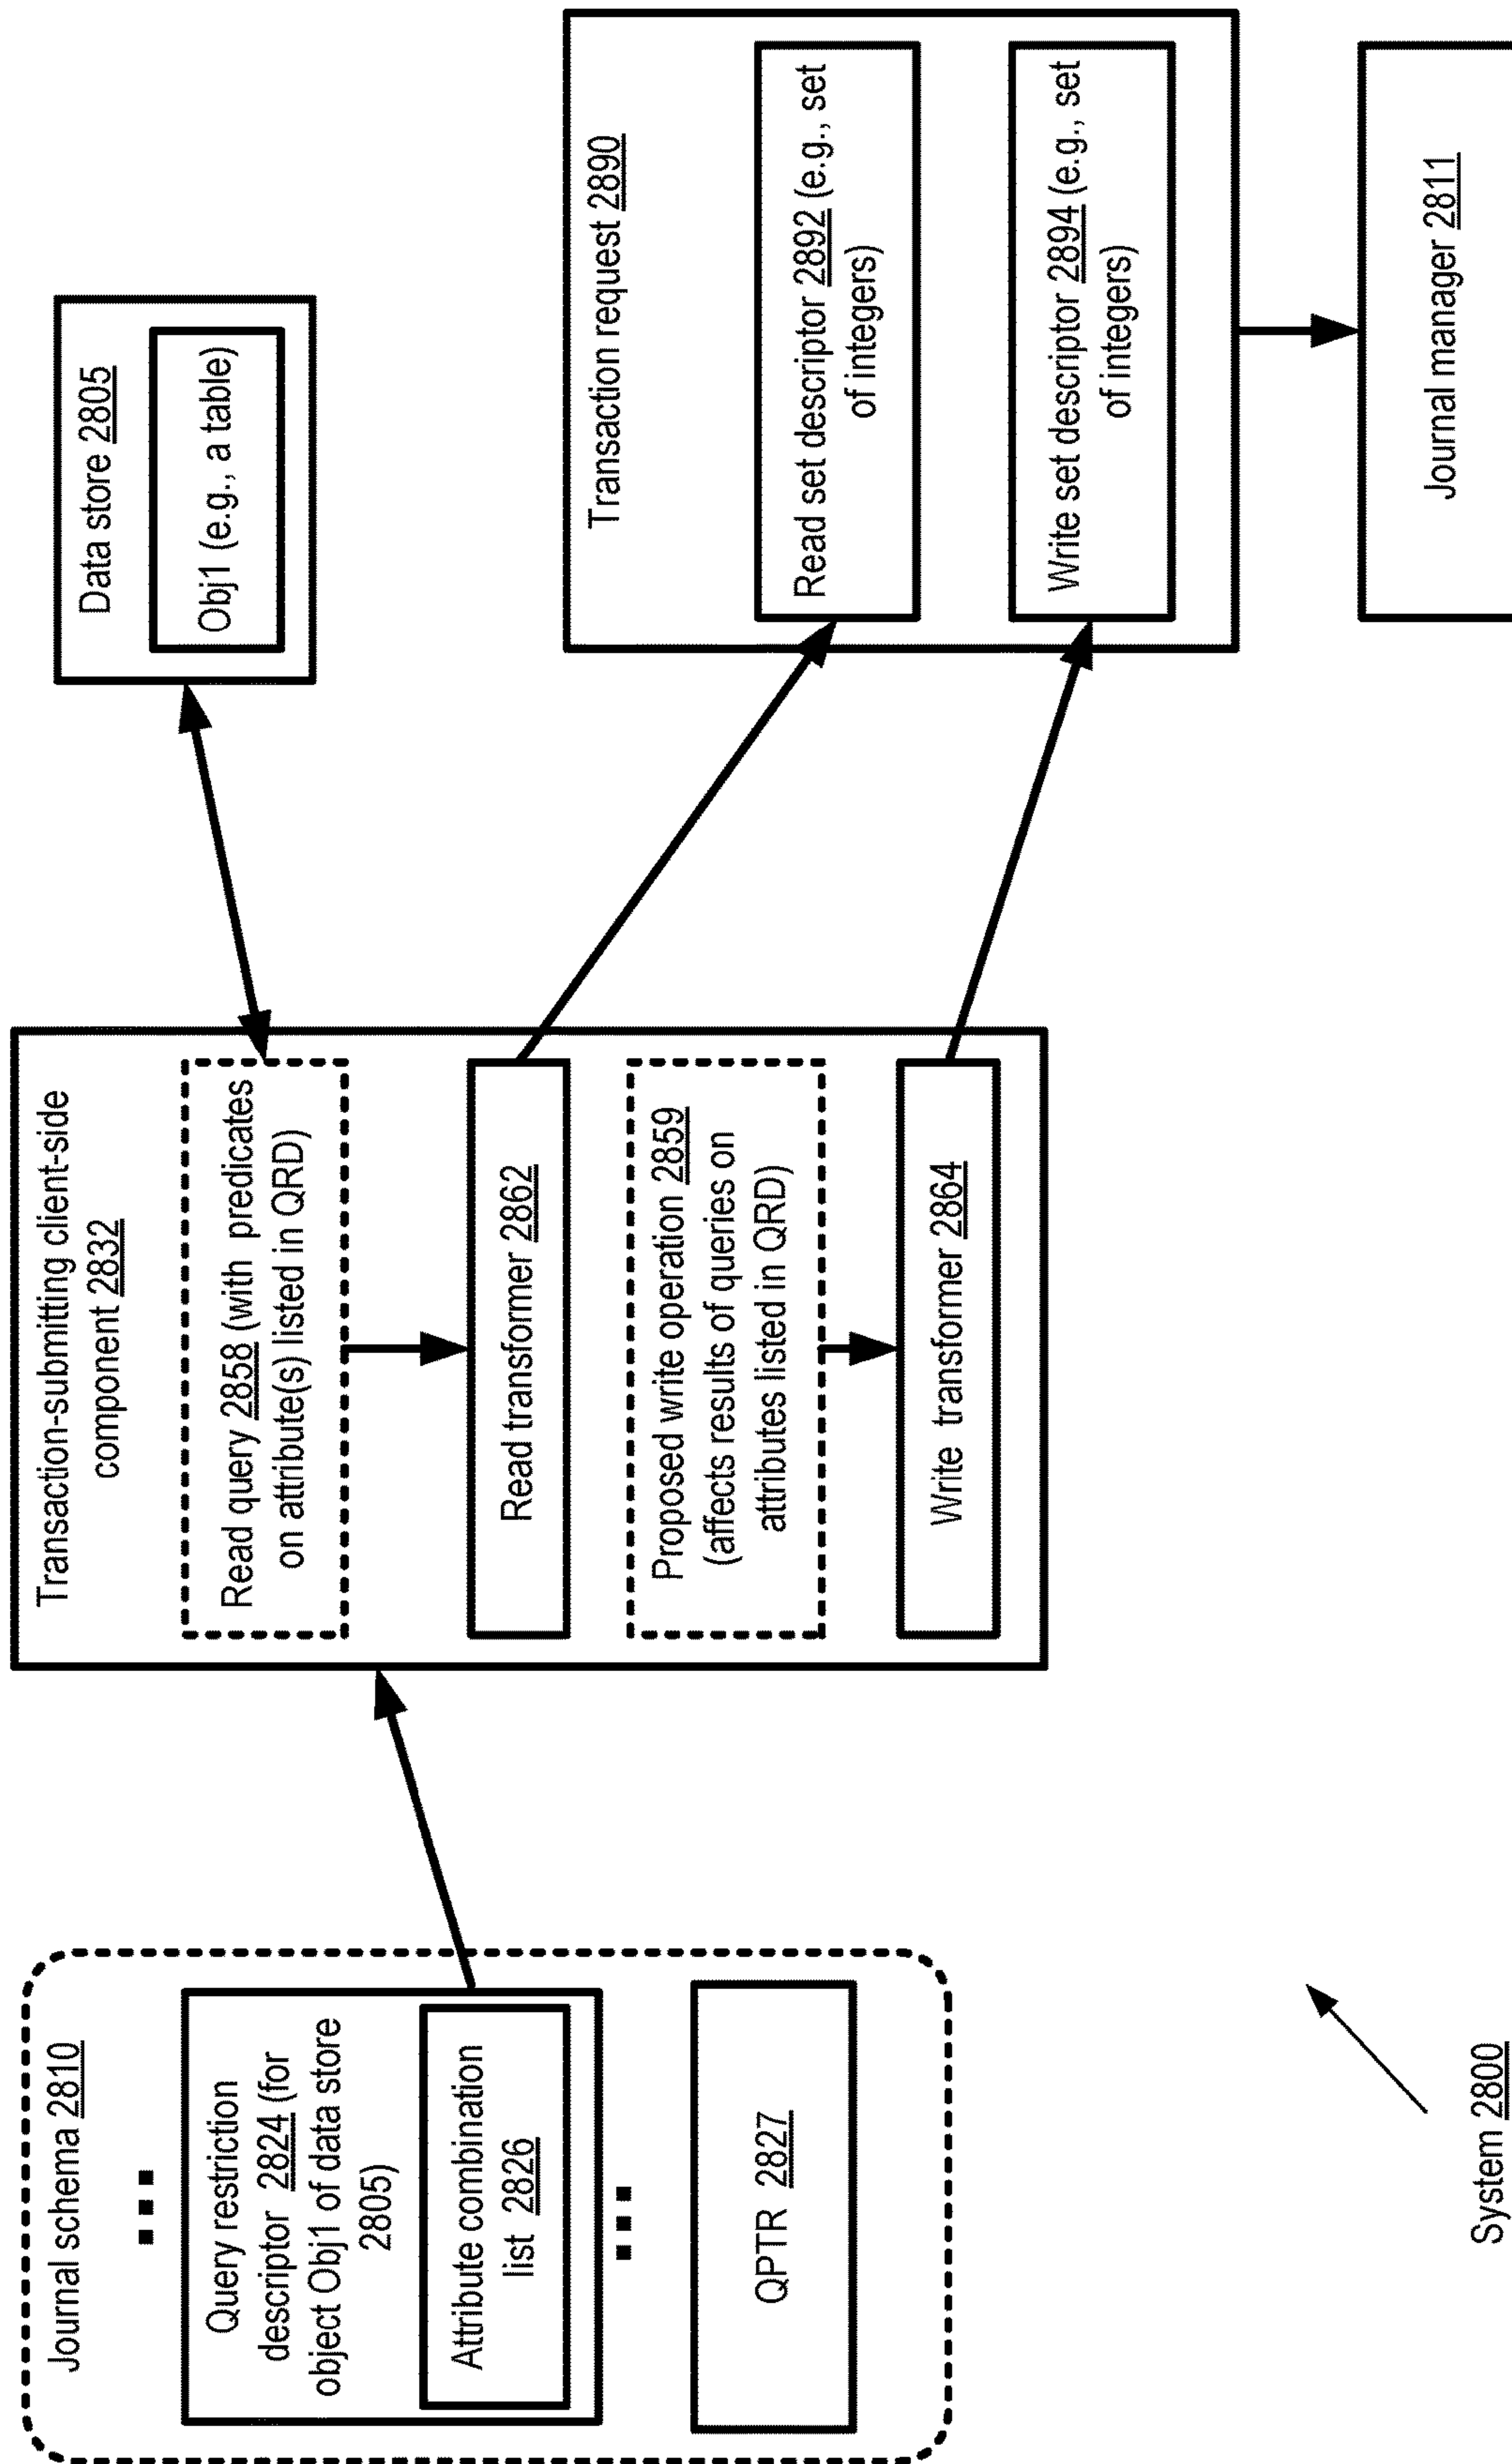 Journal schema 2810
Query restriction
descriptor 2824 (for
object Obj1 of data store
2805)
Attribute combination
list 2826
QPTR 2827
Transaction-submitting client-side
component 2832
Read query 2858 (with predicates
on attribute(s) listed in QRD)
Read transformer 2862
Proposed write operation 2859
(affects results of queries on
attributes listed in QRD)
Write transformer 2864
Data store 2805
Obj1 (e.g., a table)
Transaction request 2890
Read set descriptor 2892 (e.g., set
of integers)
Write set descriptor 2894 (e.g., set
of integers)
Journal manager 2811
System 2800